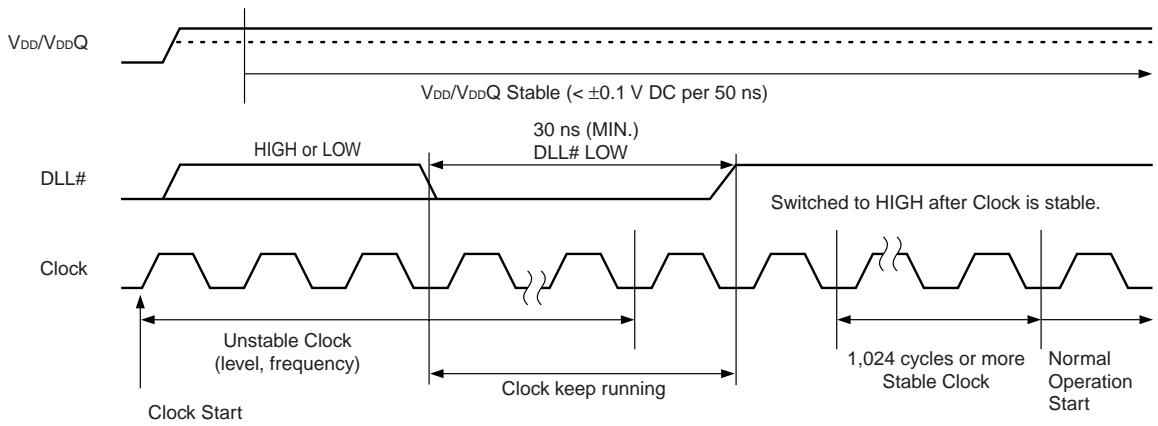 VDD/VDDQ
VDD/VDDQ Stable (< ±0.1 V DC per 50 ns)
30 ns (MIN.)
DLL# LOW
HIGH or LOW
DLL#
Switched to HIGH after Clock is stable.
Clock
Unstable Clock
(level, frequency)
Clock keep running
1,024 cycles or more
Stable Clock
Normal
Operation
Start
Clock Start